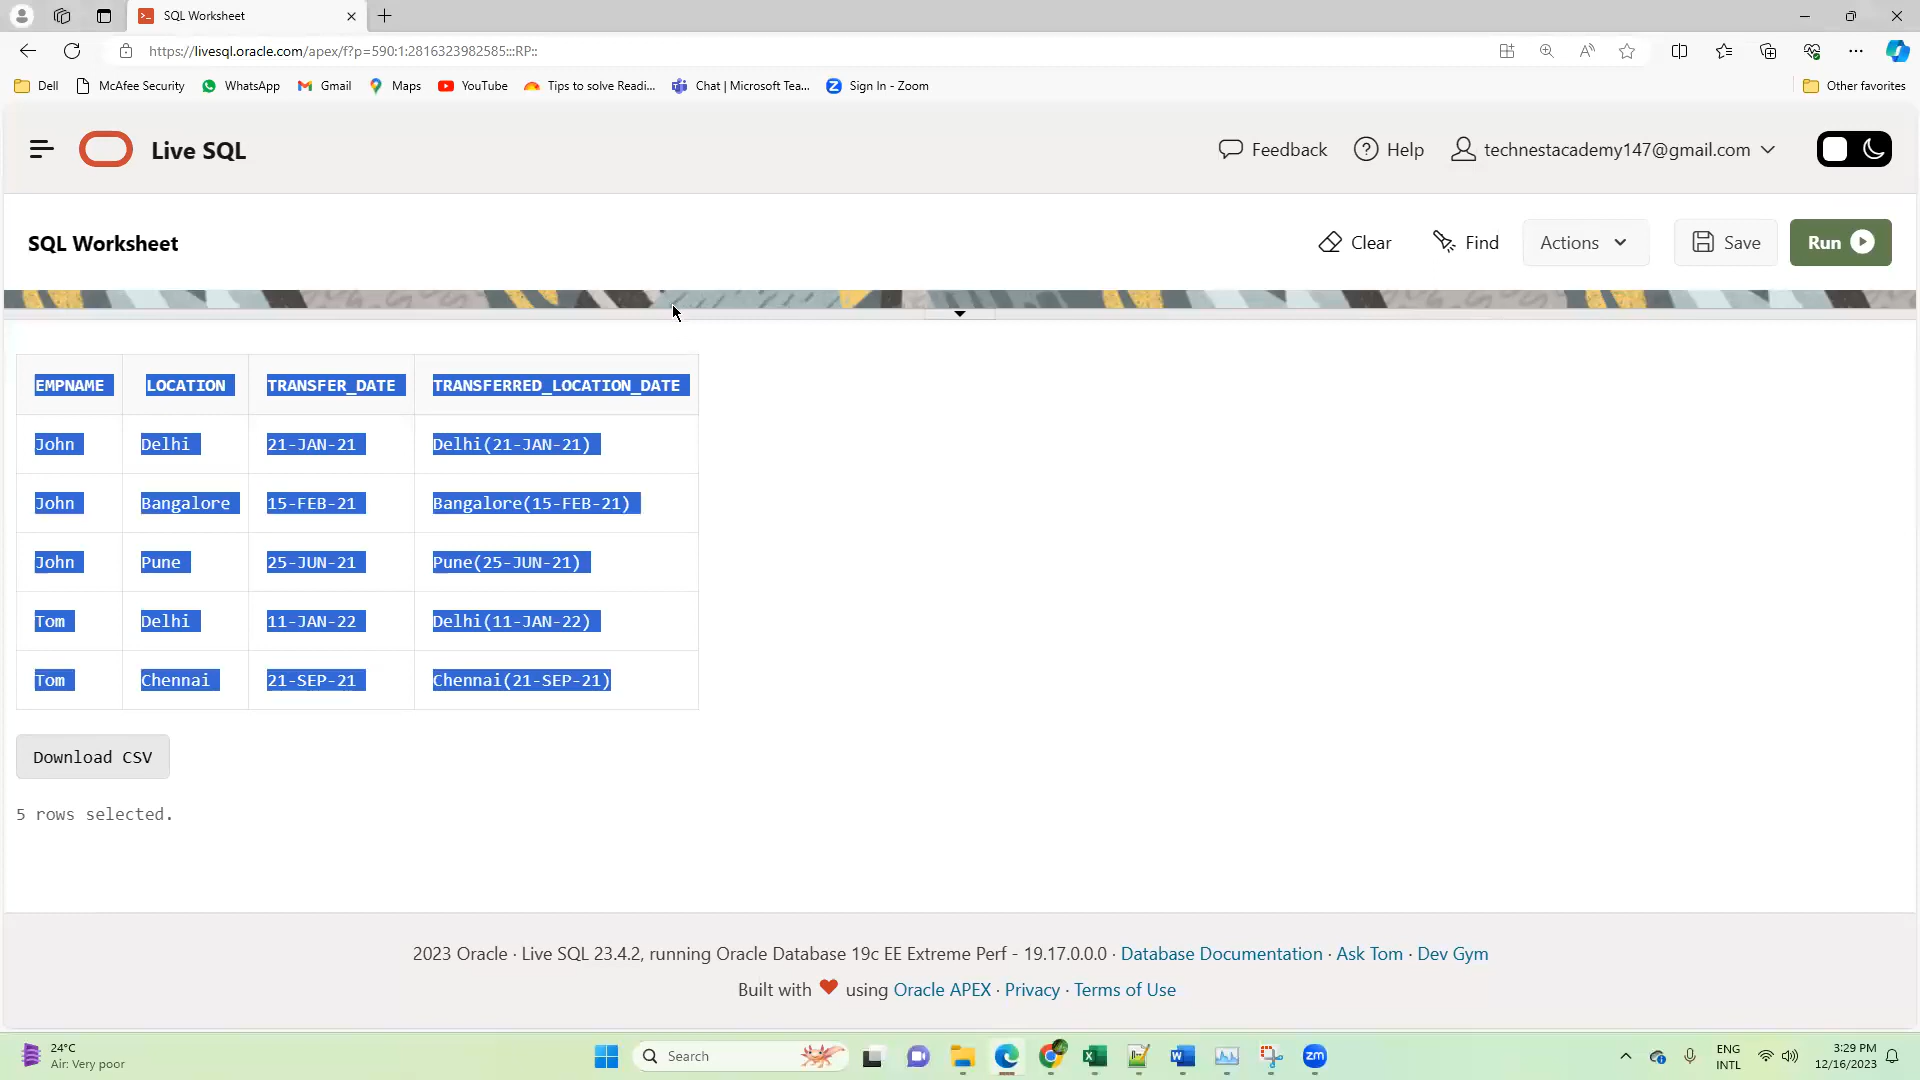 SQL Worksheet
https://livesql.oracle.com/apex/f?p=590:1:2816323982585:::RP::
Dell McAfee Security WhatsApp Gmail Maps YouTube Tips to solve Readi... Chat | Microsoft Tea... Sign In - Zoom Other favorites
Live SQL Feedback Help technestacademy147@gmail.com
SQL Worksheet Clear Find Actions Save Run
EMPNAME LOCATION TRANSFER_DATE TRANSFERRED_LOCATION_DATE
John Delhi 21-JAN-21 Delhi(21-JAN-21)
John Bangalore 15-FEB-21 Bangalore(15-FEB-21)
John Pune 25-JUN-21 Pune(25-JUN-21)
Tom Delhi 11-JAN-22 Delhi(11-JAN-22)
Tom Chennai 21-SEP-21 Chennai(21-SEP-21)
Download CSV
5 rows selected.
2023 Oracle · Live SQL 23.4.2, running Oracle Database 19c EE Extreme Perf - 19.17.0.0.0 · Database Documentation · Ask Tom · Dev Gym
Built with ❤ using Oracle APEX · Privacy · Terms of Use
24°C
Air: Very poor
Search
zm
ENG
INTL
3:29 PM
12/16/2023